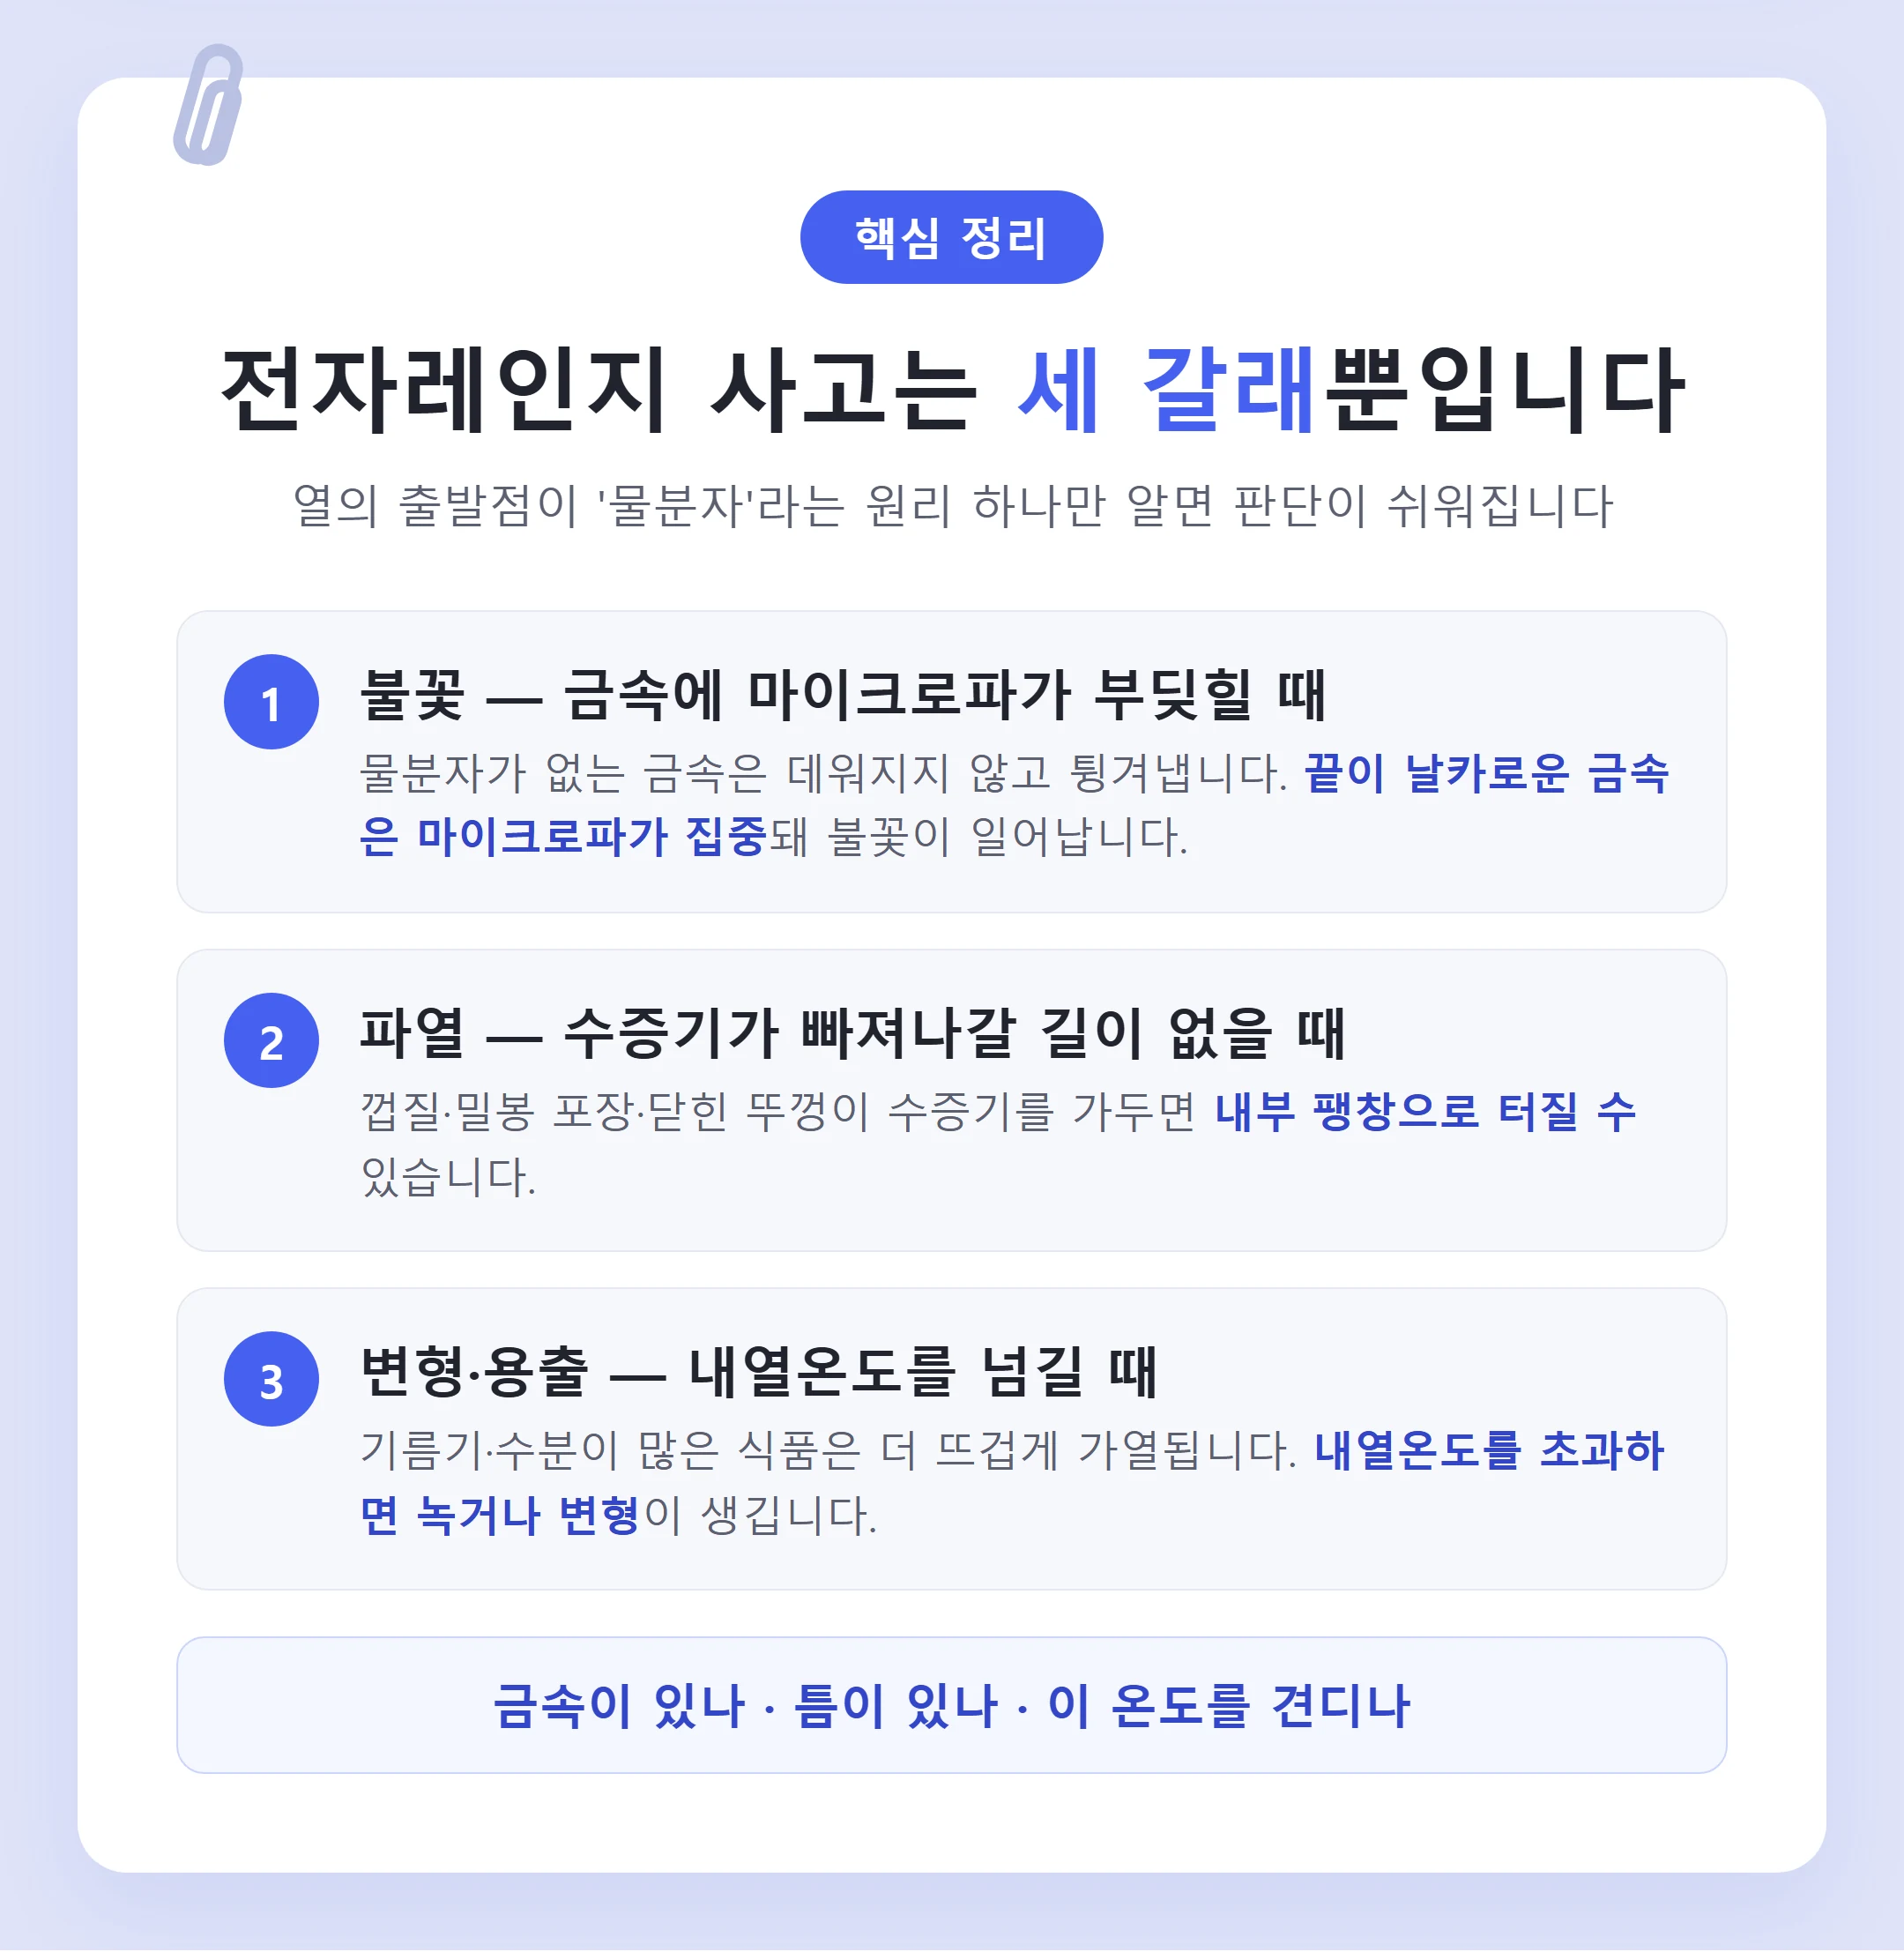 핵심 정리
전자레인지 사고는 세 갈래뿐입니다
열의 출발점이 '물분자'라는 원리 하나만 알면 판단이 쉬워집니다
1
불꽃 — 금속에 마이크로파가 부딪힐 때
물분자가 없는 금속은 데워지지 않고 튕겨냅니다. 끝이 날카로운 금속
은 마이크로파가 집중돼 불꽃이 일어납니다.
2
파열 — 수증기가 빠져나갈 길이 없을 때
껍질·밀봉 포장·닫힌 뚜껑이 수증기를 가두면 내부 팽창으로 터질 수
있습니다.
3
변형·용출 — 내열온도를 넘길 때
기름기·수분이 많은 식품은 더 뜨겁게 가열됩니다. 내열온도를 초과하
면 녹거나 변형이 생깁니다.
금속이 있나 · 틈이 있나 · 이 온도를 견디나